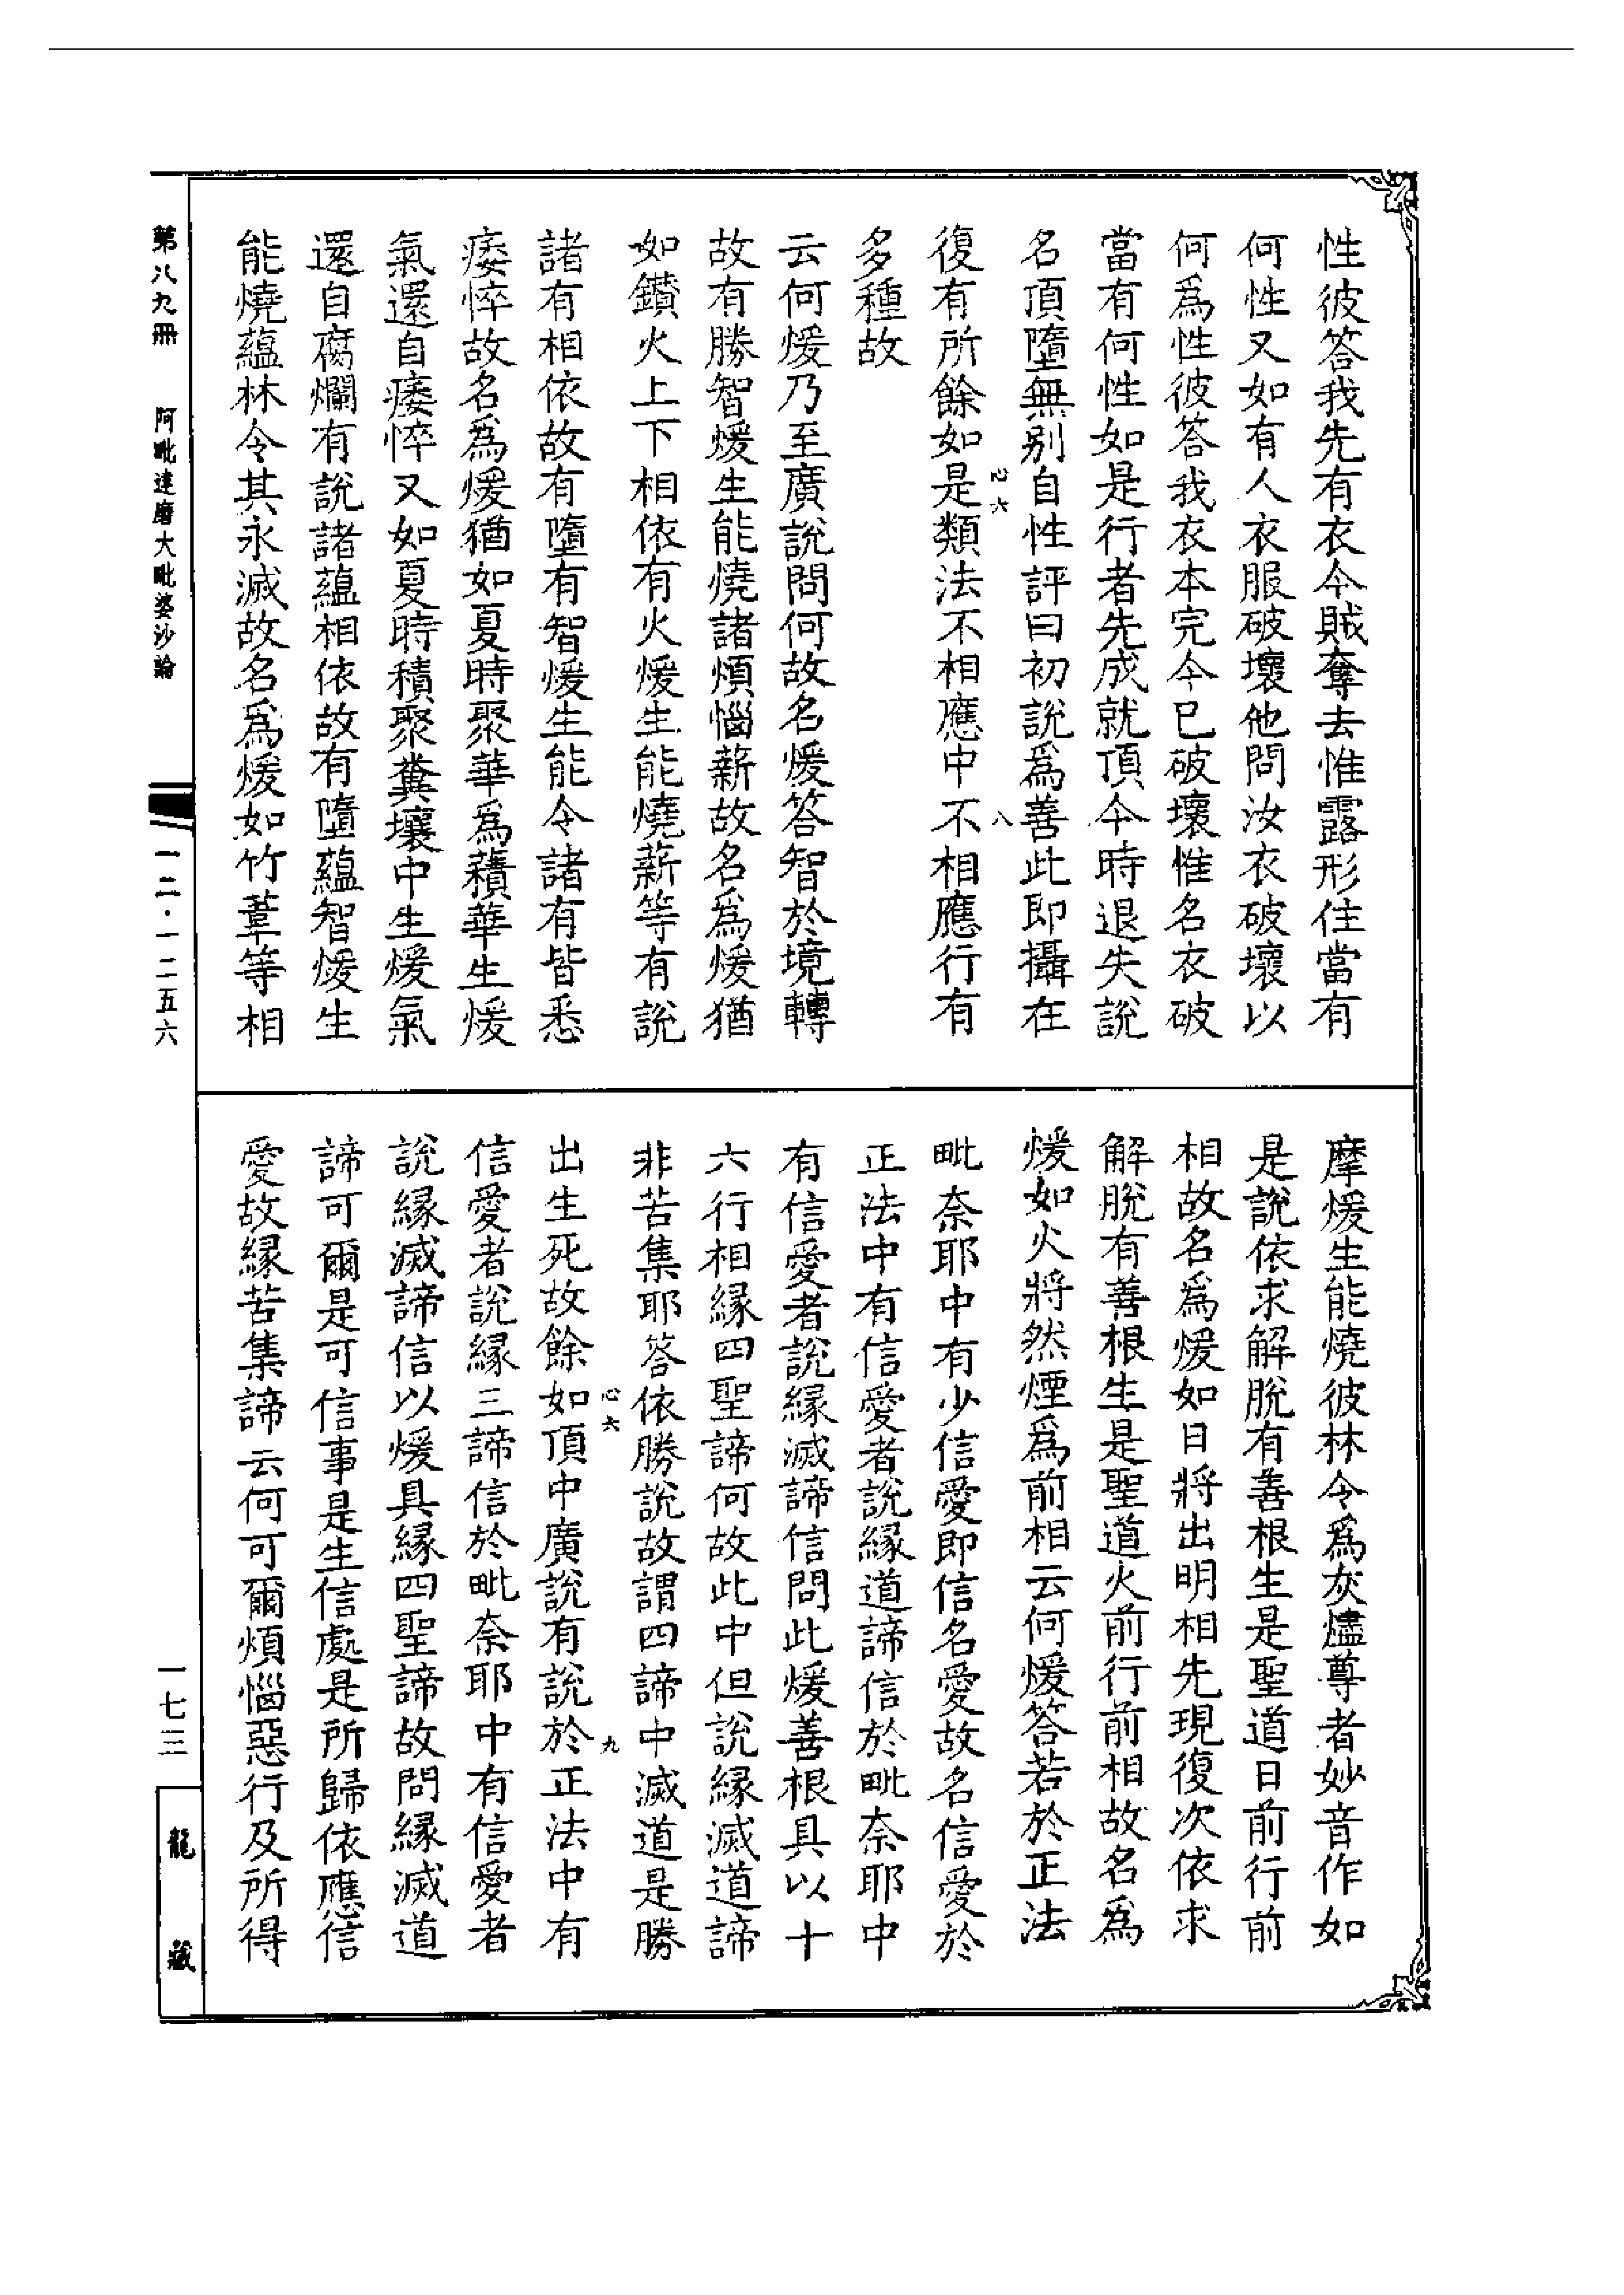 性彼答我先有衣今賊奪去惟露形住當有
何性又如有人衣服破壞他問汝衣破壞以
何爲性彼答我衣本完今已破壞惟名衣破
當有何性如是行者先成就頂今時退失說
名頂墮無别自性評曰初說爲善此即攝在
心六
八
復有所餘如是類法不相應中不相應行有
多種故
云何煖乃至廣說問何故名煖答智於境轉
故有勝智煖生能燒諸煩惱薪故名爲煖猶
如鑽火上下相依有火煖生能燒薪等有說
諸有相依故有墮有智煖生能令諸有皆悉
痿悴故名爲煖猶如夏時聚華爲𧂐華生煖
氣還自痿悴又如夏時積聚糞壤中生煖氣
還自腐爛有說諸蘊相依故有墮蘊智煖生
能燒蘊林令其永滅故名爲煖如竹葦等相
摩煖生能燒彼林令爲灰燼尊者妙音作如
是說依求解脫有善根生是聖道日前行前
相故名爲煖如日將出明相先現復次依求
解脫有善根生是聖道火前行前相故名爲
煖如火將然煙爲前相云何煖答若於正法
毗奈耶中有少信愛即信名愛故名信愛於
正法中有信愛者說緣道諦信於毗奈耶中
有信愛者說緣滅諦信問此煖善根具以十
六行相緣四聖諦何故此中但說緣滅道諦
非苦集耶答依勝說故謂四諦中滅道是勝
心六
九
出生死故餘如頂中廣說有說於正法中有
信愛者說緣三諦信於毗奈耶中有信愛者
說緣滅諦信以煖具緣四聖諦故問緣滅道
諦可爾是可信事是生信處是所歸依應信
愛故緣苦集諦云何可爾煩惱惡行及所得
第八九冊
阿毗達磨大毗婆沙論
一二·一二五六
一七三
龍藏